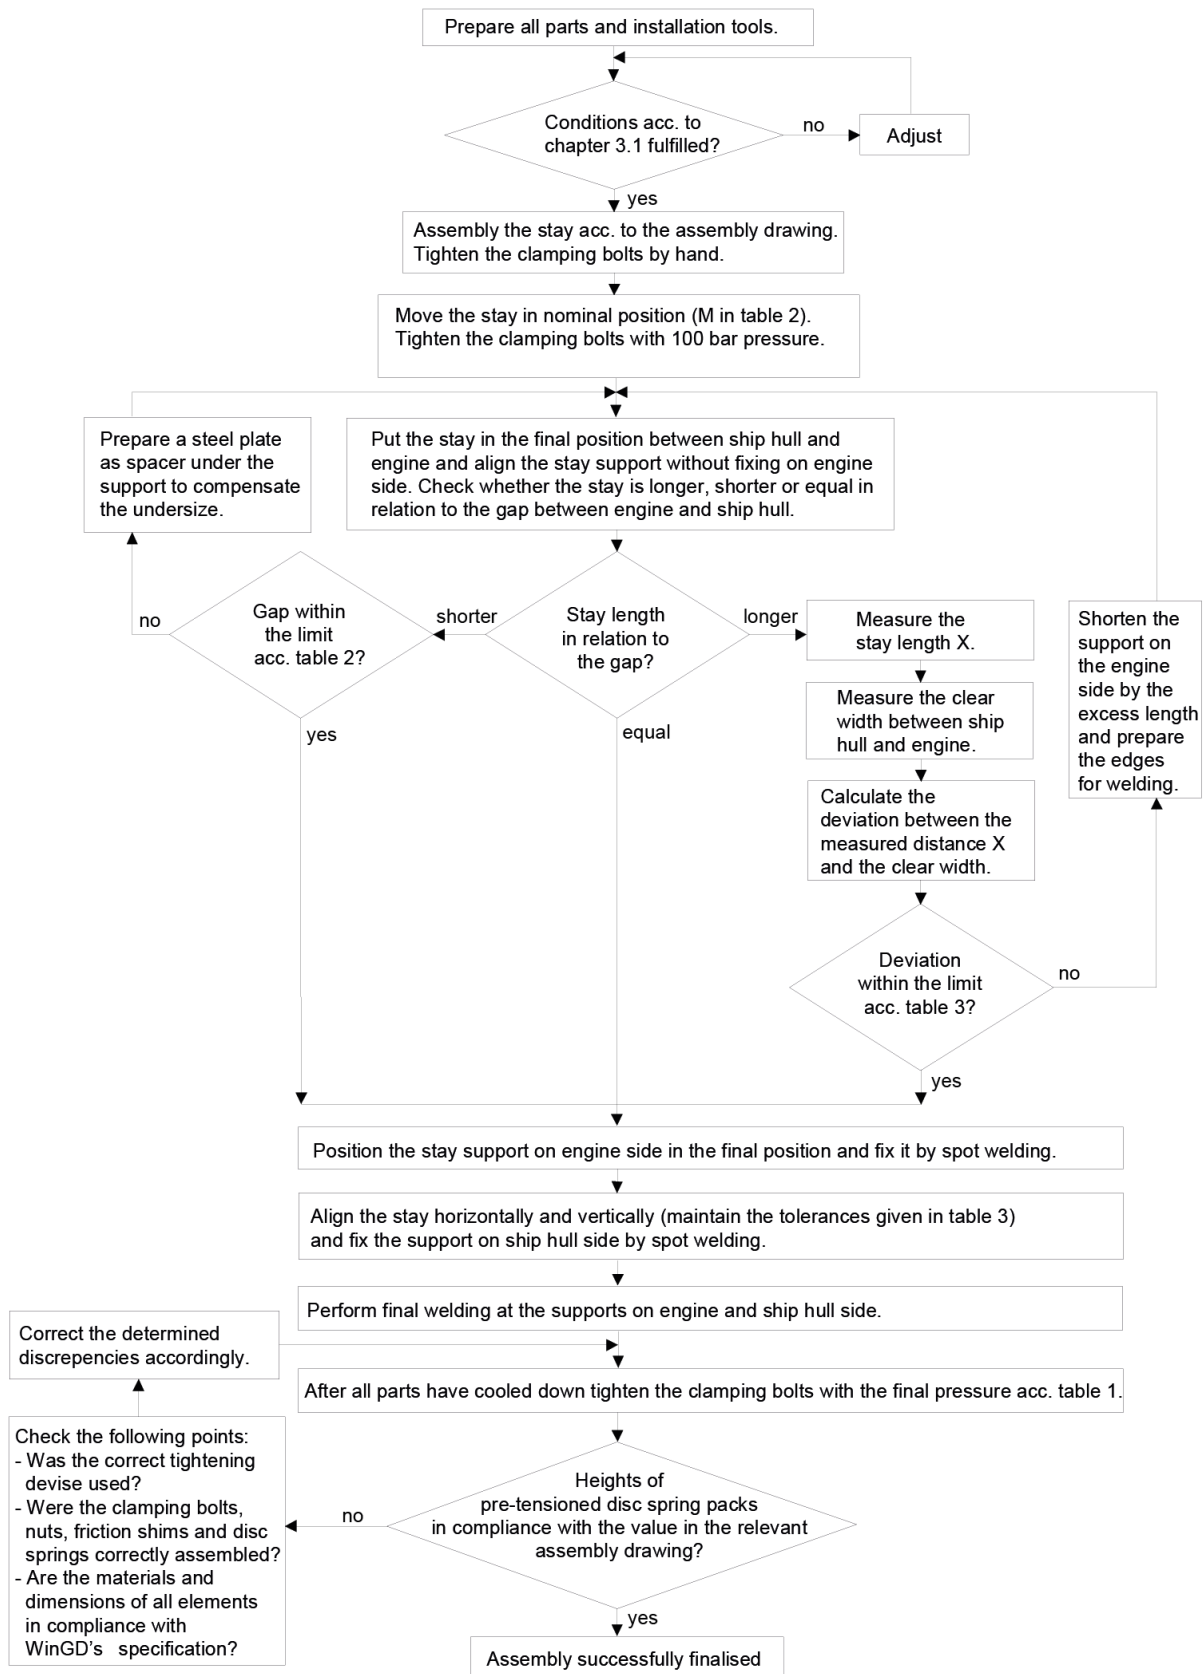 Prepare all parts and installation tools.
Conditions acc. to
chapter 3.1 fulfilled?
no
Adjust
yes
Assembly the stay acc. to the assembly drawing.
Tighten the clamping bolts by hand.
Move the stay in nominal position (M in table 2).
Tighten the clamping bolts with 100 bar pressure.
Prepare a steel plate
as spacer under the
support to compensate
the undersize.
Put the stay in the final position between ship hull and
engine and align the stay support without fixing on engine
side. Check whether the stay is longer, shorter or equal in
relation to the gap between engine and ship hull.
no
Gap within
the limit
acc. table 2?
shorter
Stay length
in relation to
the gap?
longer
Measure the
stay length X.
Shorten the
support on
the engine
side by the
excess length
and prepare
the edges
for welding.
yes
equal
Measure the clear
width between ship
hull and engine.
Calculate the
deviation between the
measured distance X
and the clear width.
Deviation
within the limit
acc. table 3?
no
yes
Position the stay support on engine side in the final position and fix it by spot welding.
Align the stay horizontally and vertically (maintain the tolerances given in table 3)
and fix the support on ship hull side by spot welding.
Perform final welding at the supports on engine and ship hull side.
Correct the determined
discrepencies accordingly.
After all parts have cooled down tighten the clamping bolts with the final pressure acc. table 1.
Check the following points:
- Was the correct tightening
devise used?
- Were the clamping bolts,
nuts, friction shims and disc
springs correctly assembled?
- Are the materials and
dimensions of all elements
in compliance with
WinGD's specification?
no
Heights of
pre-tensioned disc spring packs
in compliance with the value in the relevant
assembly drawing?
yes
Assembly successfully finalised